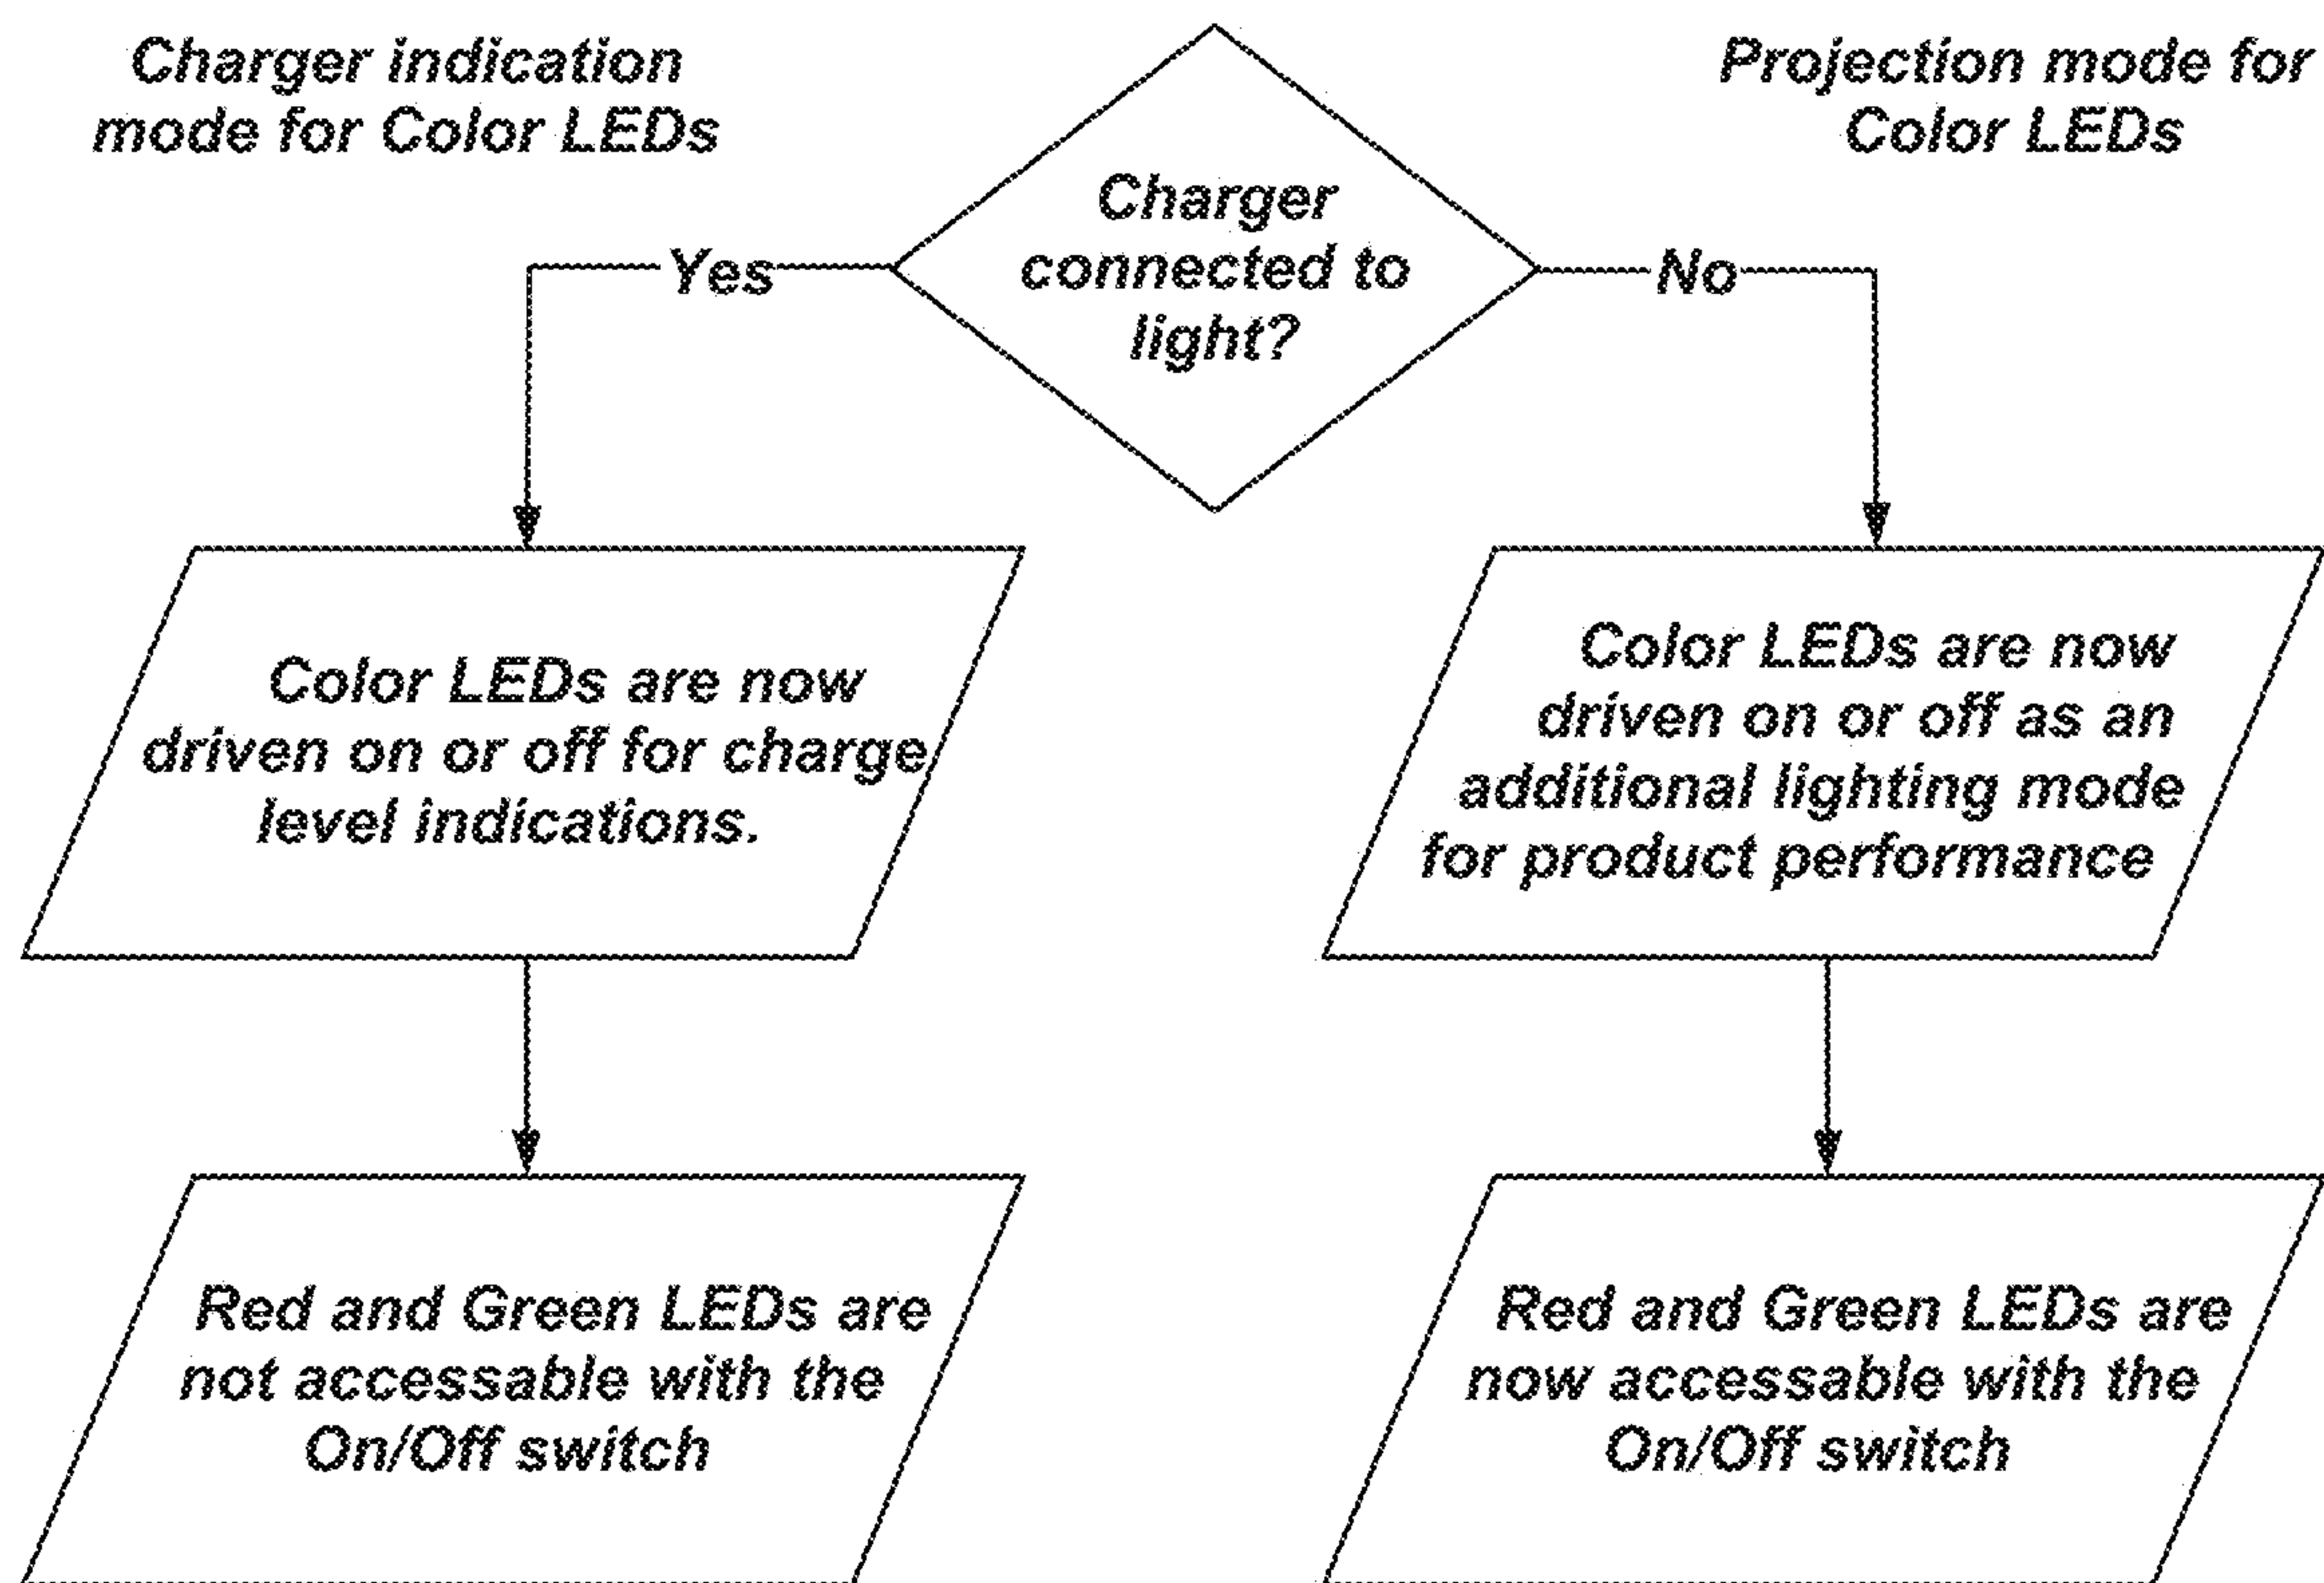 Charger indication
mode for Color LEDs
Projection mode for
Color LEDs
Charger
connected to
light?
Yes
No
Color LEDs are now
driven on or off for charge
level indications.
Color LEDs are now
driven on or off as an
additional lighting mode
for product performance
Red and Green LEDs are
not accessable with the
On/Off switch
Red and Green LEDs are
now accessable with the
On/Off switch